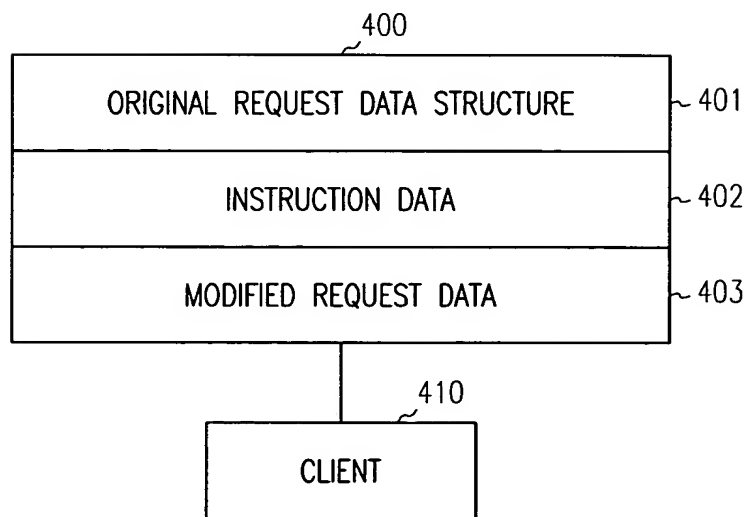 400
ORIGINAL REQUEST DATA STRUCTURE 401
INSTRUCTION DATA 402
MODIFIED REQUEST DATA 403
410
CLIENT